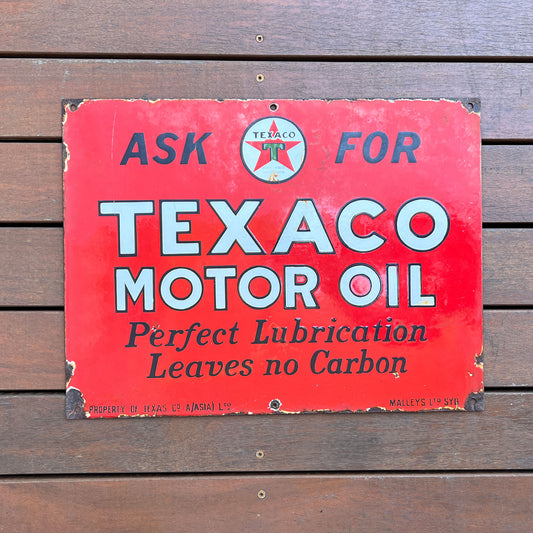 ASK FOR
TEXACO
T
TEXACO
MOTOR OIL
Perfect Lubrication
Leaves no Carbon
PROPERTY OF TEXAS CO A/ASIA) LTD
MALLEYS LTD SYD